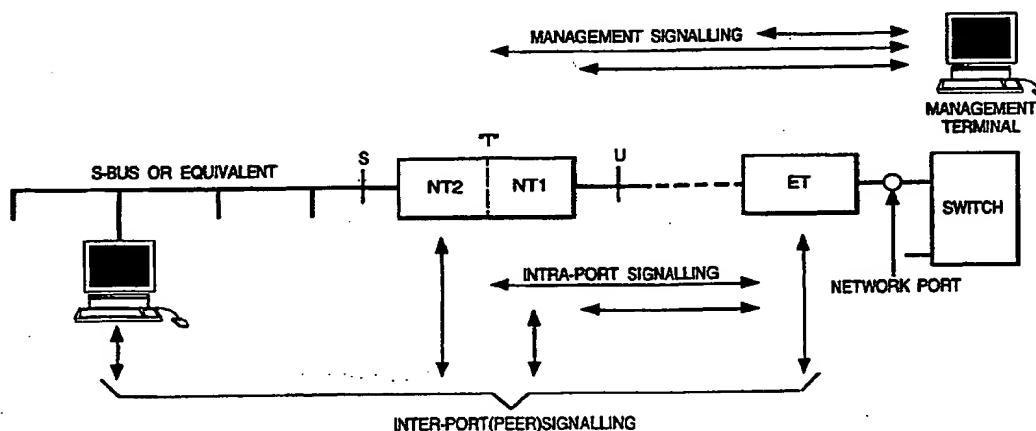 MANAGEMENT SIGNALLING
MANAGEMENT
TERMINAL
S-BUS OR EQUIVALENT
S
T
U
NT2
NT1
ET
SWITCH
INTRA-PORT SIGNALLING
NETWORK PORT
INTER-PORT(PEER)SIGNALLING